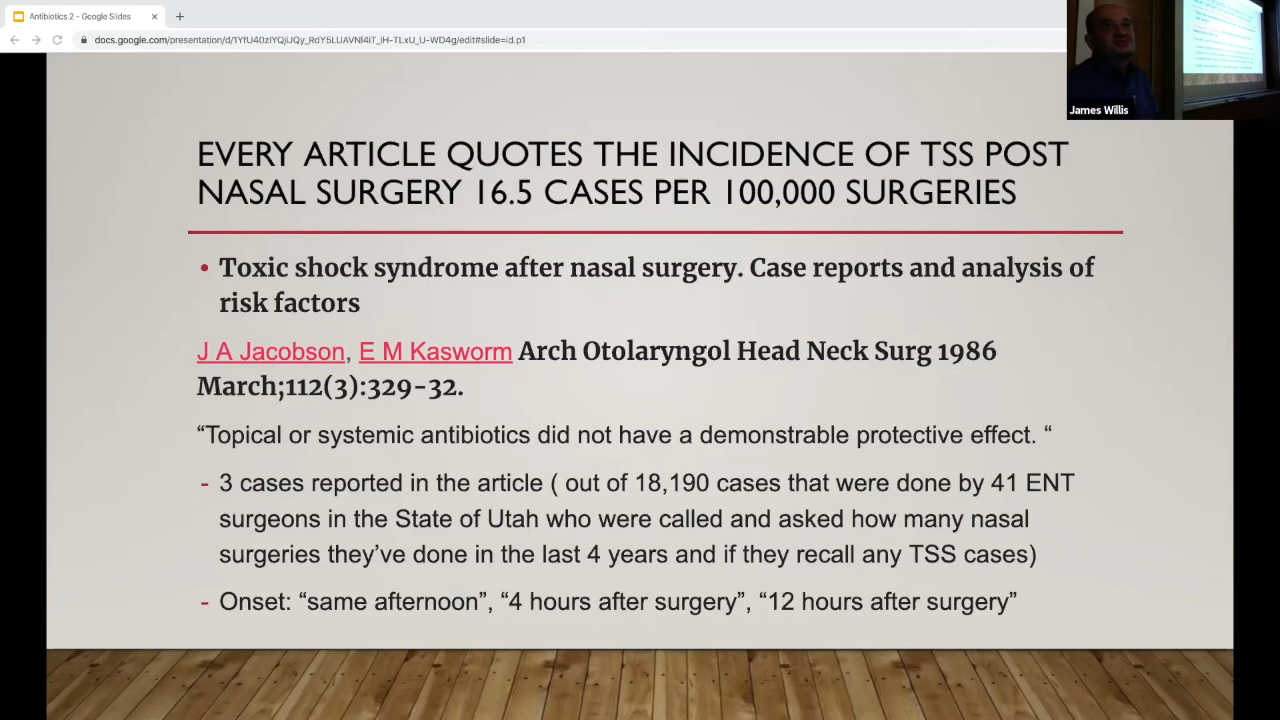 Antibiotics 2 - Google Slides
docs.google.com/presentation/d/1YfU40zIYQjiJQy_RdY5LUAVNl4iT_iH-TLxU_U-WD4g/edit#slide=id.p1
James Willis
EVERY ARTICLE QUOTES THE INCIDENCE OF TSS POST
NASAL SURGERY 16.5 CASES PER 100,000 SURGERIES
• Toxic shock syndrome after nasal surgery. Case reports and analysis of
risk factors
J A Jacobson, E M Kasworm Arch Otolaryngol Head Neck Surg 1986
March;112(3):329-32.
“Topical or systemic antibiotics did not have a demonstrable protective effect. “
- 3 cases reported in the article ( out of 18,190 cases that were done by 41 ENT
surgeons in the State of Utah who were called and asked how many nasal
surgeries they’ve done in the last 4 years and if they recall any TSS cases)
- Onset: “same afternoon”, “4 hours after surgery”, “12 hours after surgery”